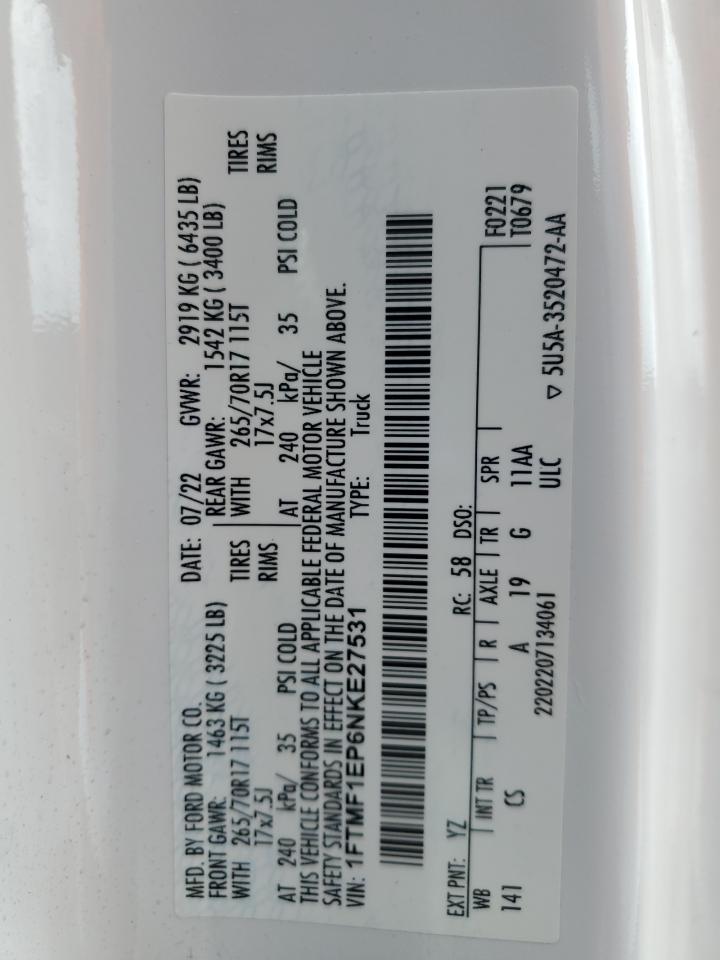 MFD. BY FORD MOTOR CO. DATE: 07/22 GVWR: 2919 KG ( 6435 LB)
FRONT GAWR: 1463 KG ( 3225 LB) REAR GAWR: 1542 KG ( 3400 LB)
WITH 265/70R17 115T TIRES WITH 265/70R17 115T TIRES
17x7.5J RIMS 17x7.5J RIMS
AT 240 kPa/ 35 PSI COLD AT 240 kPa/ 35 PSI COLD
THIS VEHICLE CONFORMS TO ALL APPLICABLE FEDERAL MOTOR VEHICLE
SAFETY STANDARDS IN EFFECT ON THE DATE OF MANUFACTURE SHOWN ABOVE.
VIN: 1FTMF1EP6NKE27531 TYPE: Truck
EXT PNT: YZ RC: 58 DSO:
WB INT TR TP/PS R AXLE TR SPR F0221
T0679
141 CS A 19 G 11AA
2202207134061 ULC ▽ 5U5A-3520472-AA